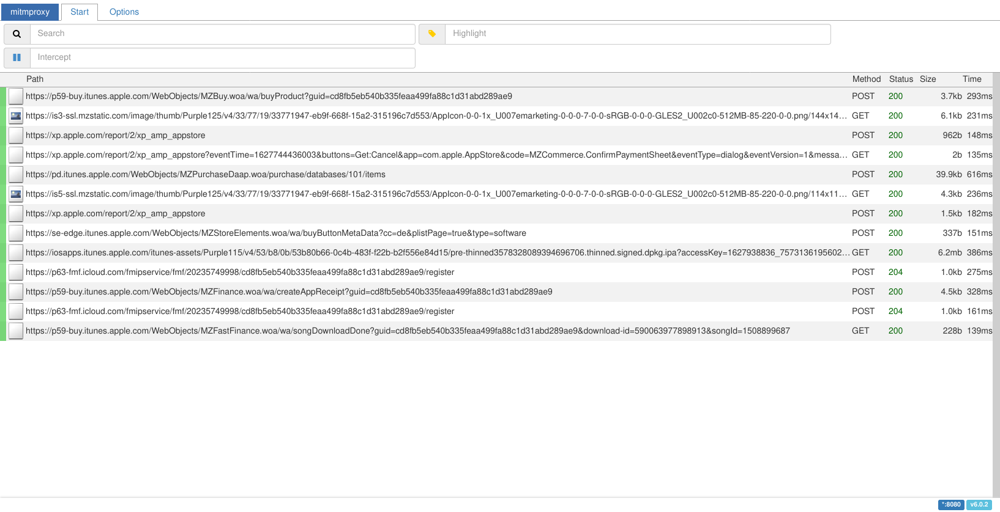 mitmproxy Start Options
Search Highlight
Intercept
Path Method Status Size Time
https://p59-buy.itunes.apple.com/WebObjects/MZBuy.woa/wa/buyProduct?guid=cd8fb5eb540b335feaa499fa88c1d31abd289ae9 POST 200 3.7kb 293ms
https://is3-ssl.mzstatic.com/image/thumb/Purple125/v4/33/77/19/33771947-eb9f-668f-15a2-315196c7d553/AppIcon-0-0-1x_U007emarketing-0-0-0-7-0-0-sRGB-0-0-0-GLES2_U002c0-512MB-85-220-0-0.png/144x14... GET 200 6.1kb 231ms
https://xp.apple.com/report/2/xp_amp_appstore POST 200 962b 148ms
https://xp.apple.com/report/2/xp_amp_appstore?eventTime=1627744436003&buttons=Get:Cancel&app=com.apple.AppStore&code=MZCommerce.ConfirmPaymentSheet&eventType=dialog&eventVersion=1&messa... GET 200 2b 135ms
https://pd.itunes.apple.com/WebObjects/MZPurchaseDaap.woa/purchase/databases/101/items POST 200 39.9kb 616ms
https://is5-ssl.mzstatic.com/image/thumb/Purple125/v4/33/77/19/33771947-eb9f-668f-15a2-315196c7d553/AppIcon-0-0-1x_U007emarketing-0-0-0-7-0-0-sRGB-0-0-0-GLES2_U002c0-512MB-85-220-0-0.png/114x11... GET 200 4.3kb 236ms
https://xp.apple.com/report/2/xp_amp_appstore POST 200 1.5kb 182ms
https://se-edge.itunes.apple.com/WebObjects/MZStoreElements.woa/wa/buyButtonMetaData?cc=de&plistPage=true&type=software POST 200 337b 151ms
https://iosapps.itunes.apple.com/itunes-assets/Purple115/v4/53/b8/0b/53b80b66-0c4b-483f-f22b-b2f556e84d15/pre-thinned3578328089394696706.thinned.signed.dpkg.ipa?accessKey=1627938836_7573136195602... GET 200 6.2mb 386ms
https://p63-fmf.icloud.com/fmipservice/fmf/20235749998/cd8fb5eb540b335feaa499fa88c1d31abd289ae9/register POST 204 1.0kb 275ms
https://p59-buy.itunes.apple.com/WebObjects/MZFinance.woa/wa/createAppReceipt?guid=cd8fb5eb540b335feaa499fa88c1d31abd289ae9 POST 200 4.5kb 328ms
https://p63-fmf.icloud.com/fmipservice/fmf/20235749998/cd8fb5eb540b335feaa499fa88c1d31abd289ae9/register POST 204 1.0kb 161ms
https://p59-buy.itunes.apple.com/WebObjects/MZFastFinance.woa/wa/songDownloadDone?guid=cd8fb5eb540b335feaa499fa88c1d31abd289ae9&download-id=590063977898913&songId=1508899687 GET 200 228b 139ms
*:8080 v6.0.2